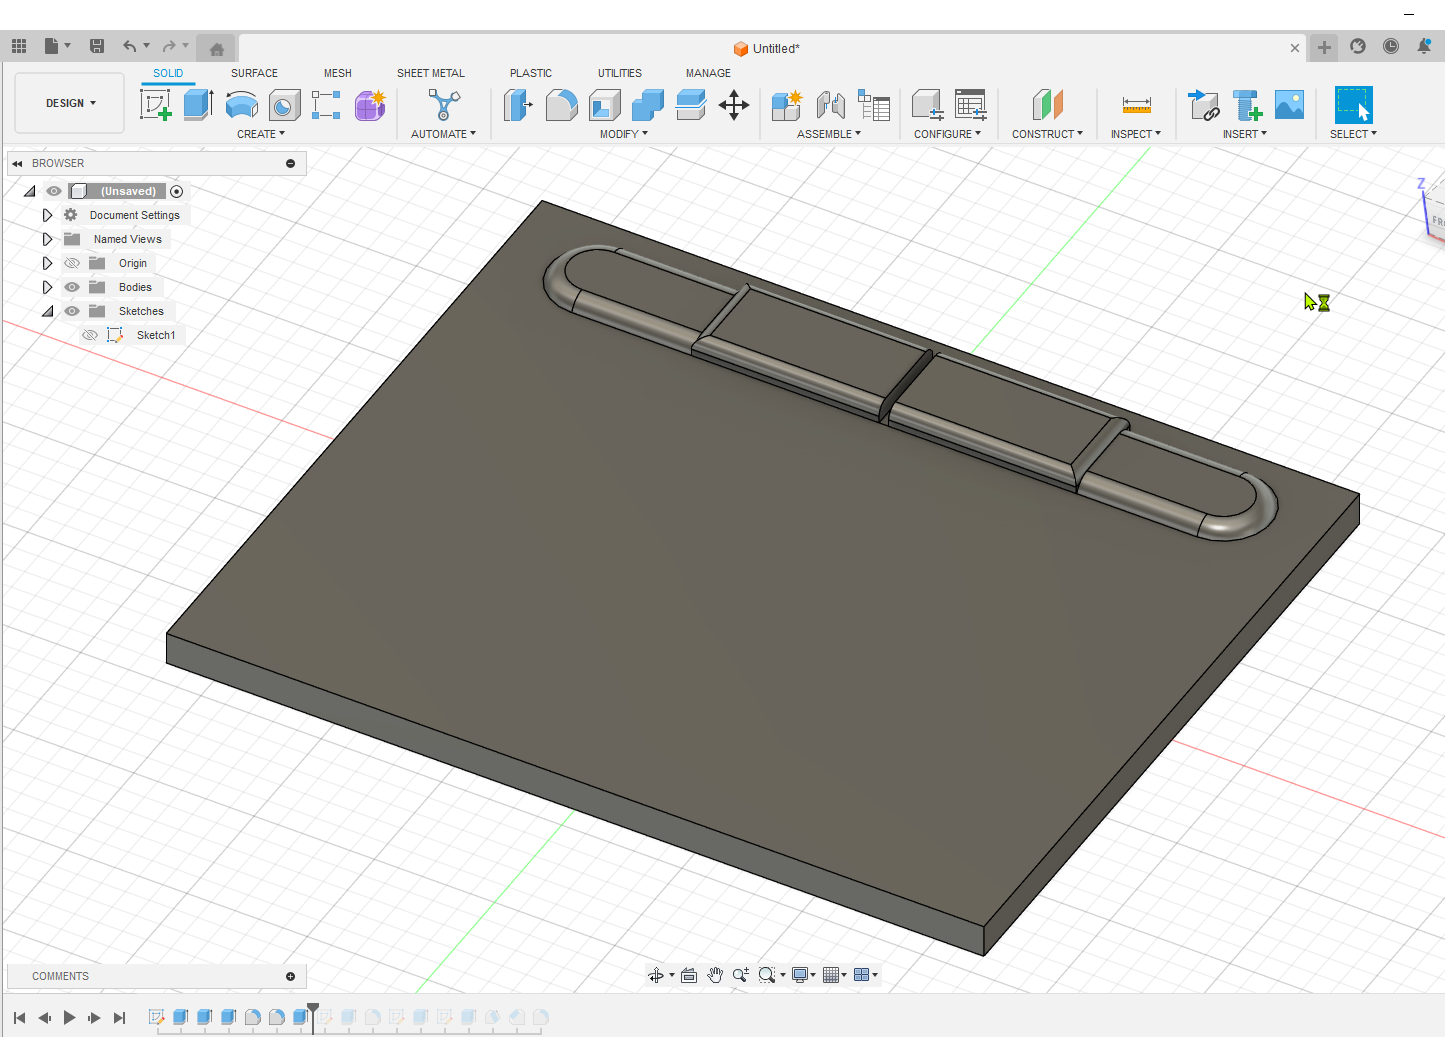 Untitled*
SOLID SURFACE MESH SHEET METAL PLASTIC UTILITIES MANAGE
DESIGN
CREATE AUTOMATE MODIFY ASSEMBLE CONFIGURE CONSTRUCT INSPECT INSERT SELECT
BROWSER
(Unsaved)
Document Settings
Named Views
Origin
Bodies
Sketches
Sketch1
Z
FR
COMMENTS